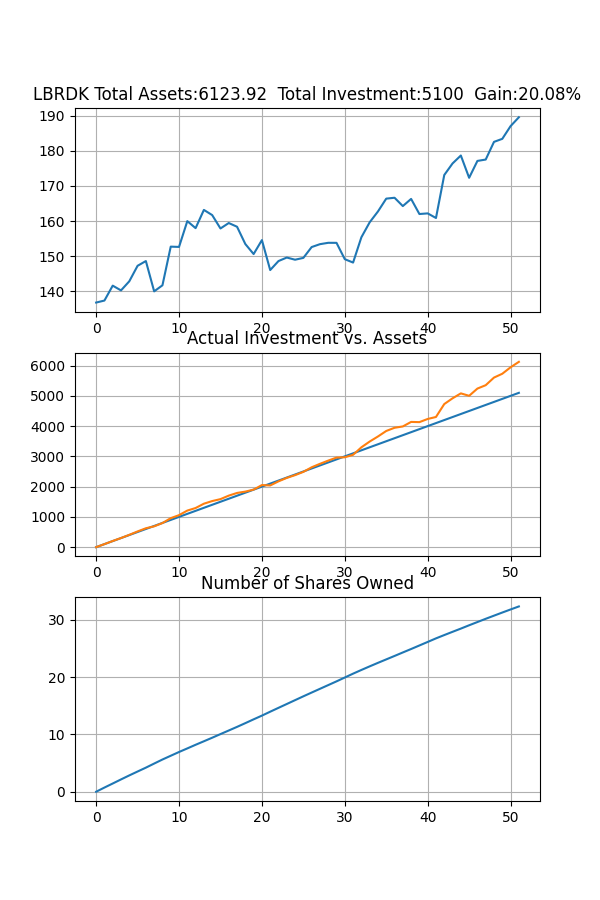 LBRDK Total Assets:6123.92  Total Investment:5100  Gain:20.08%
190
180
170
160
150
140
0 10 20 30 40 50
Actual Investment vs. Assets
6000
5000
4000
3000
2000
1000
0
0 10 20 30 40 50
Number of Shares Owned
30
20
10
0
0 10 20 30 40 50